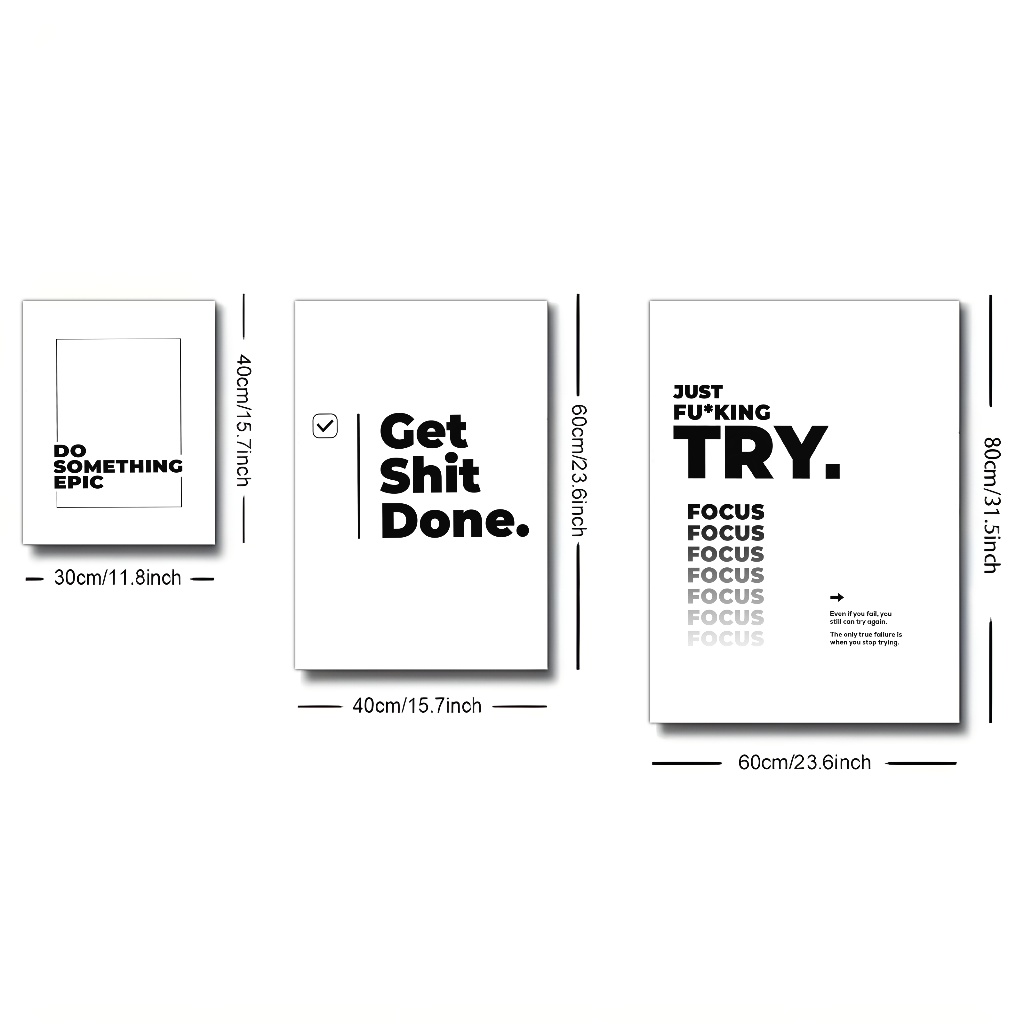 DO
SOMETHING
EPIC
40cm/15.7inch
30cm/11.8inch
Get
Shit
Done.
60cm/23.6inch
40cm/15.7inch
JUST
FU*KING
TRY.
FOCUS
FOCUS
FOCUS
FOCUS
FOCUS
FOCUS
FOCUS
Even if you fail, you
still can try again.
The only true failure is
when you stop trying.
80cm/31.5inch
60cm/23.6inch